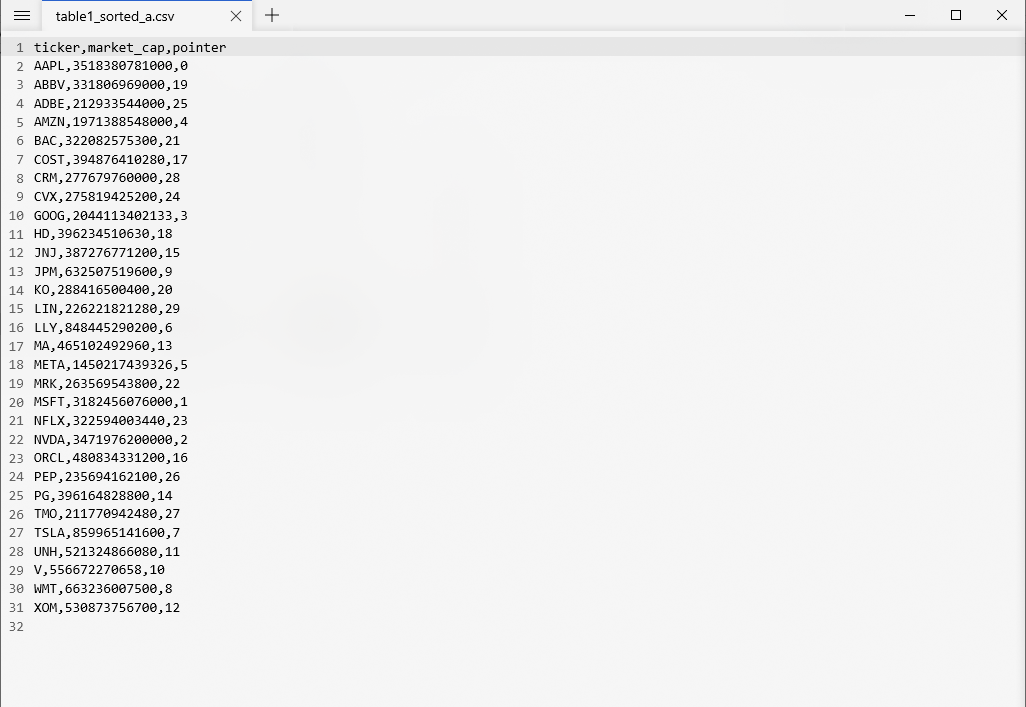 table1_sorted_a.csv
1 ticker,market_cap,pointer
2 AAPL,3518380781000,0
3 ABBV,331806969000,19
4 ADBE,212933544000,25
5 AMZN,1971388548000,4
6 BAC,322082575300,21
7 COST,394876410280,17
8 CRM,277679760000,28
9 CVX,275819425200,24
10 GOOG,2044113402133,3
11 HD,396234510630,18
12 JNJ,387276771200,15
13 JPM,632507519600,9
14 KO,288416500400,20
15 LIN,226221821280,29
16 LLY,848445290200,6
17 MA,465102492960,13
18 META,1450217439326,5
19 MRK,263569543800,22
20 MSFT,3182456076000,1
21 NFLX,322594003440,23
22 NVDA,3471976200000,2
23 ORCL,480834331200,16
24 PEP,235694162100,26
25 PG,396164828800,14
26 TMO,211770942480,27
27 TSLA,859965141600,7
28 UNH,521324866080,11
29 V,556672270658,10
30 WMT,663236007500,8
31 XOM,530873756700,12
32